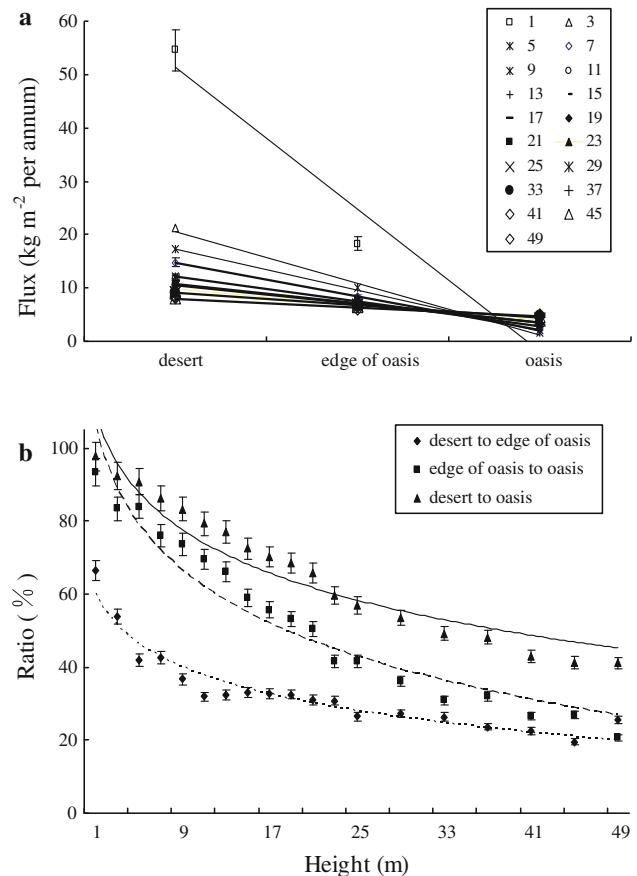 a
60
50
40
30
20
10
0
Flux (kg m⁻² per annum)
desert edge of oasis oasis
1 3
5 7
9 11
13 15
17 19
21 23
25 29
33 37
41 45
49
b
100
80
60
40
20
0
Ratio (%)
desert to edge of oasis
edge of oasis to oasis
desert to oasis
1 9 17 25 33 41 49
Height (m)